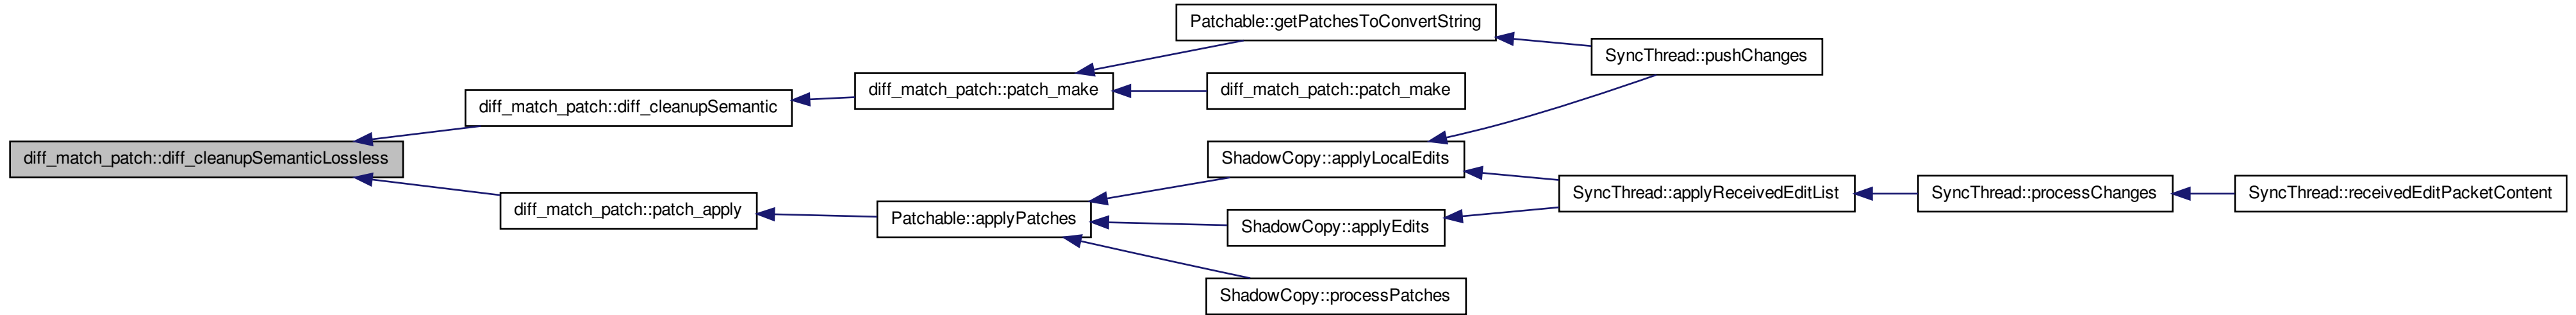 diff_match_patch::diff_cleanupSemanticLossless
diff_match_patch::diff_cleanupSemantic
diff_match_patch::patch_make
Patchable::getPatchesToConvertString
SyncThread::pushChanges
diff_match_patch::patch_make
diff_match_patch::patch_apply
Patchable::applyPatches
ShadowCopy::applyLocalEdits
SyncThread::applyReceivedEditList
SyncThread::processChanges
SyncThread::receivedEditPacketContent
ShadowCopy::applyEdits
ShadowCopy::processPatches